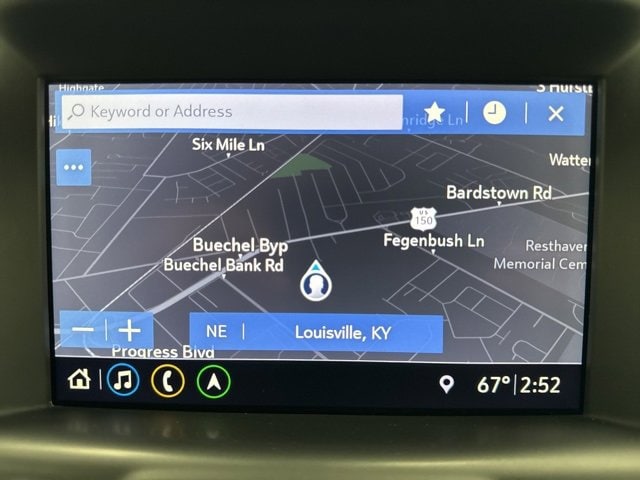 Highgate
S Hurstb
Keyword or Address
Six Mile Ln
Watter
Bardstown Rd
US
150
Buechel Byp
Fegenbush Ln
Buechel Bank Rd
Resthaven
Memorial Cem
NE
Louisville, KY
Progress Blvd
67° 2:52